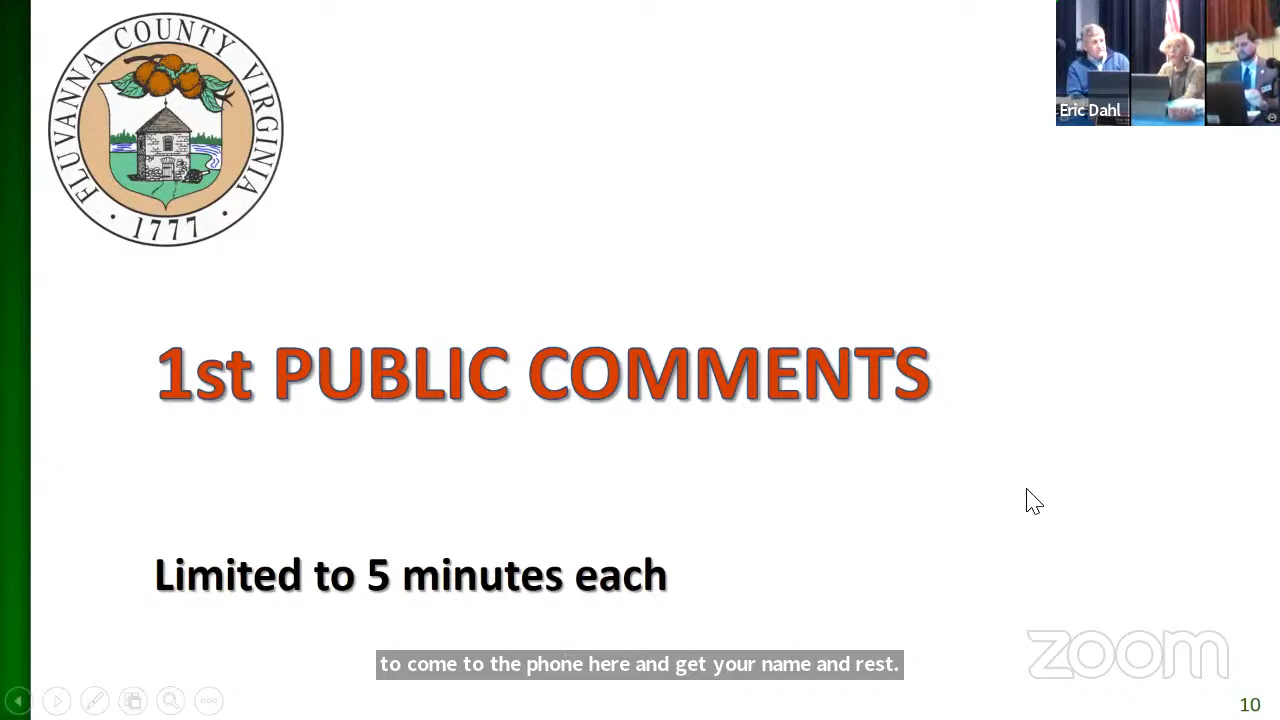 FLUVANNA COUNTY VIRGINIA
· 1777 ·
Eric Dahl
1st PUBLIC COMMENTS
Limited to 5 minutes each
to come to the phone here and get your name and rest.
zoom
10